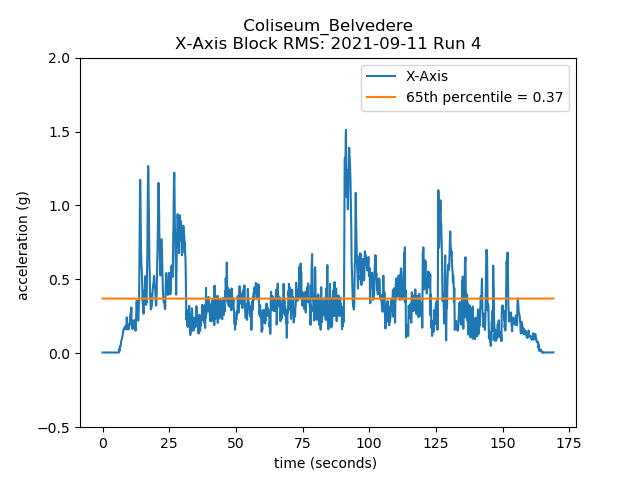 Coliseum_Belvedere
X-Axis Block RMS: 2021-09-11 Run 4
X-Axis
65th percentile = 0.37
2.0
1.5
1.0
0.5
0.0
−0.5
acceleration (g)
0 25 50 75 100 125 150 175
time (seconds)